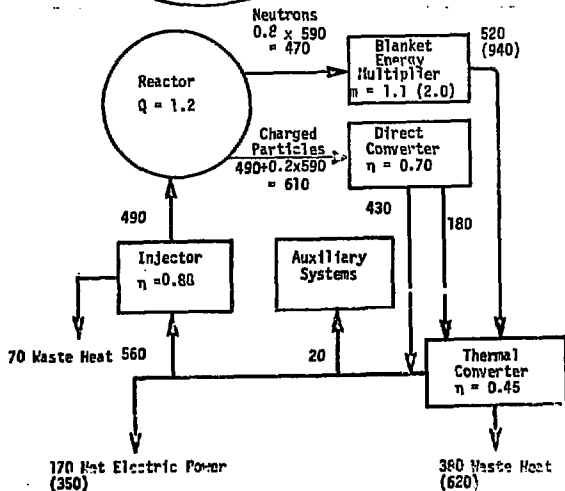 Neutrons
0.8 x 590
= 470
520
(940)
Blanket
Energy
Multiplier
m = 1.1 (2.0)
Reactor
Q = 1.2
Charged
Particles
490+0.2x590
= 610
Direct
Converter
η = 0.70
490
430
180
Injector
η =0.88
Auxiliary
Systems
70 Waste Heat
560
20
Thermal
Converter
η = 0.45
170 Net Electric Power
(350)
380 Waste Heat
(620)